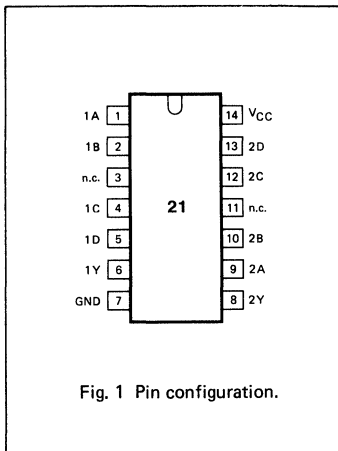 1A 1 14 VCC
1B 2 13 2D
n.c. 3 12 2C
1C 4 11 n.c.
21
1D 5 10 2B
1Y 6 9 2A
GND 7 8 2Y
Fig. 1 Pin configuration.